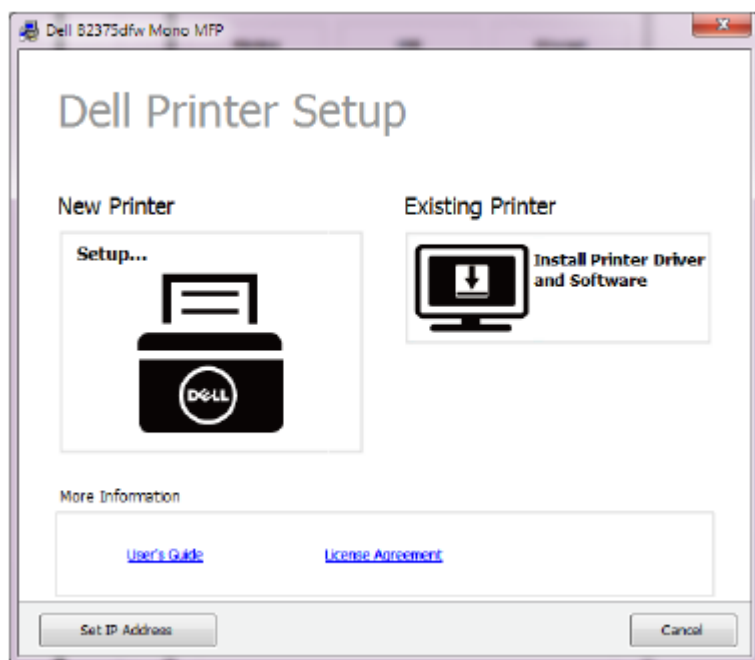 Dell B2375dfw Mono MFP
Dell Printer Setup
New Printer
Existing Printer
Setup...
Install Printer Driver
and Software
DELL
More Information
User's Guide
License Agreement
Set IP Address
Cancel